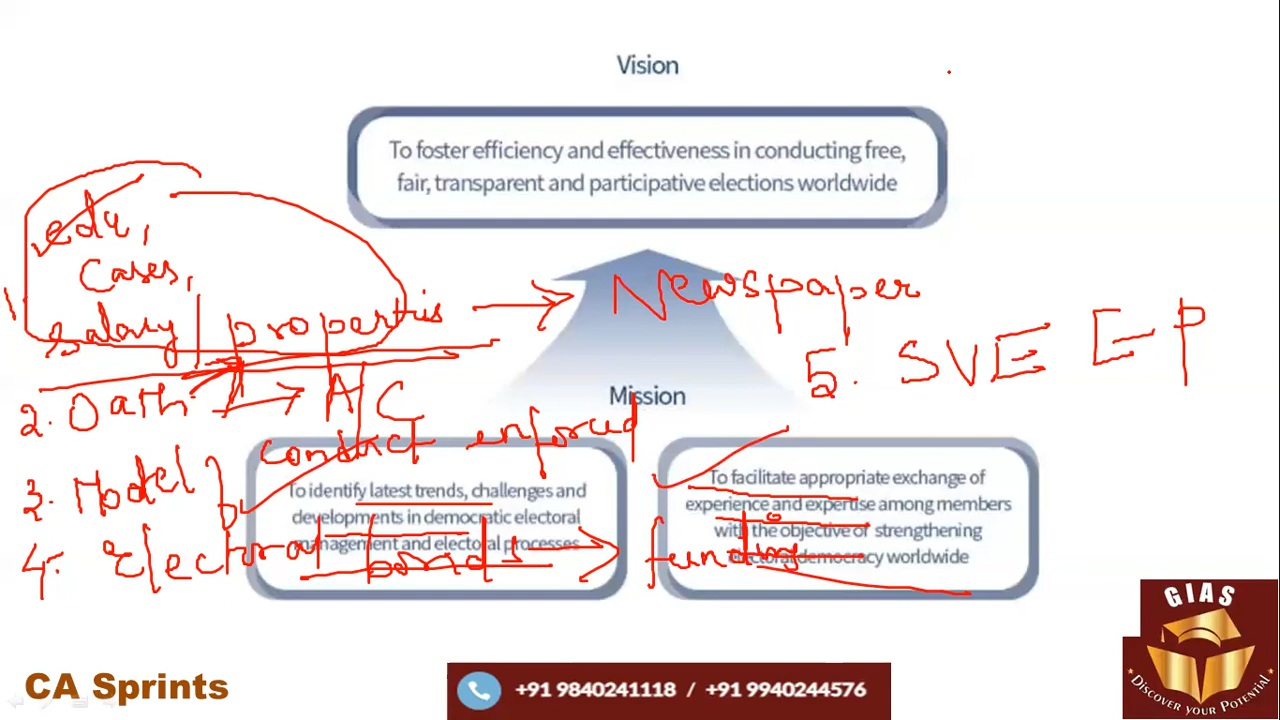 Vision
To foster efficiency and effectiveness in conducting free,
fair, transparent and participative elections worldwide
edu,
Cases,
salary / properties → Newspaper
2. Oath → A/C
3. Model
conduct enforced
4. Electoral bonds → funding
5. SVEEP
Mission
To identify latest trends, challenges and
developments in democratic electoral
management and electoral processes
To facilitate appropriate exchange of
experience and expertise among members
with the objective of strengthening
electoral democracy worldwide
CA Sprints
+91 9840241118 / +91 9940244576
GIAS
DISCOVER YOUR POTENTIAL